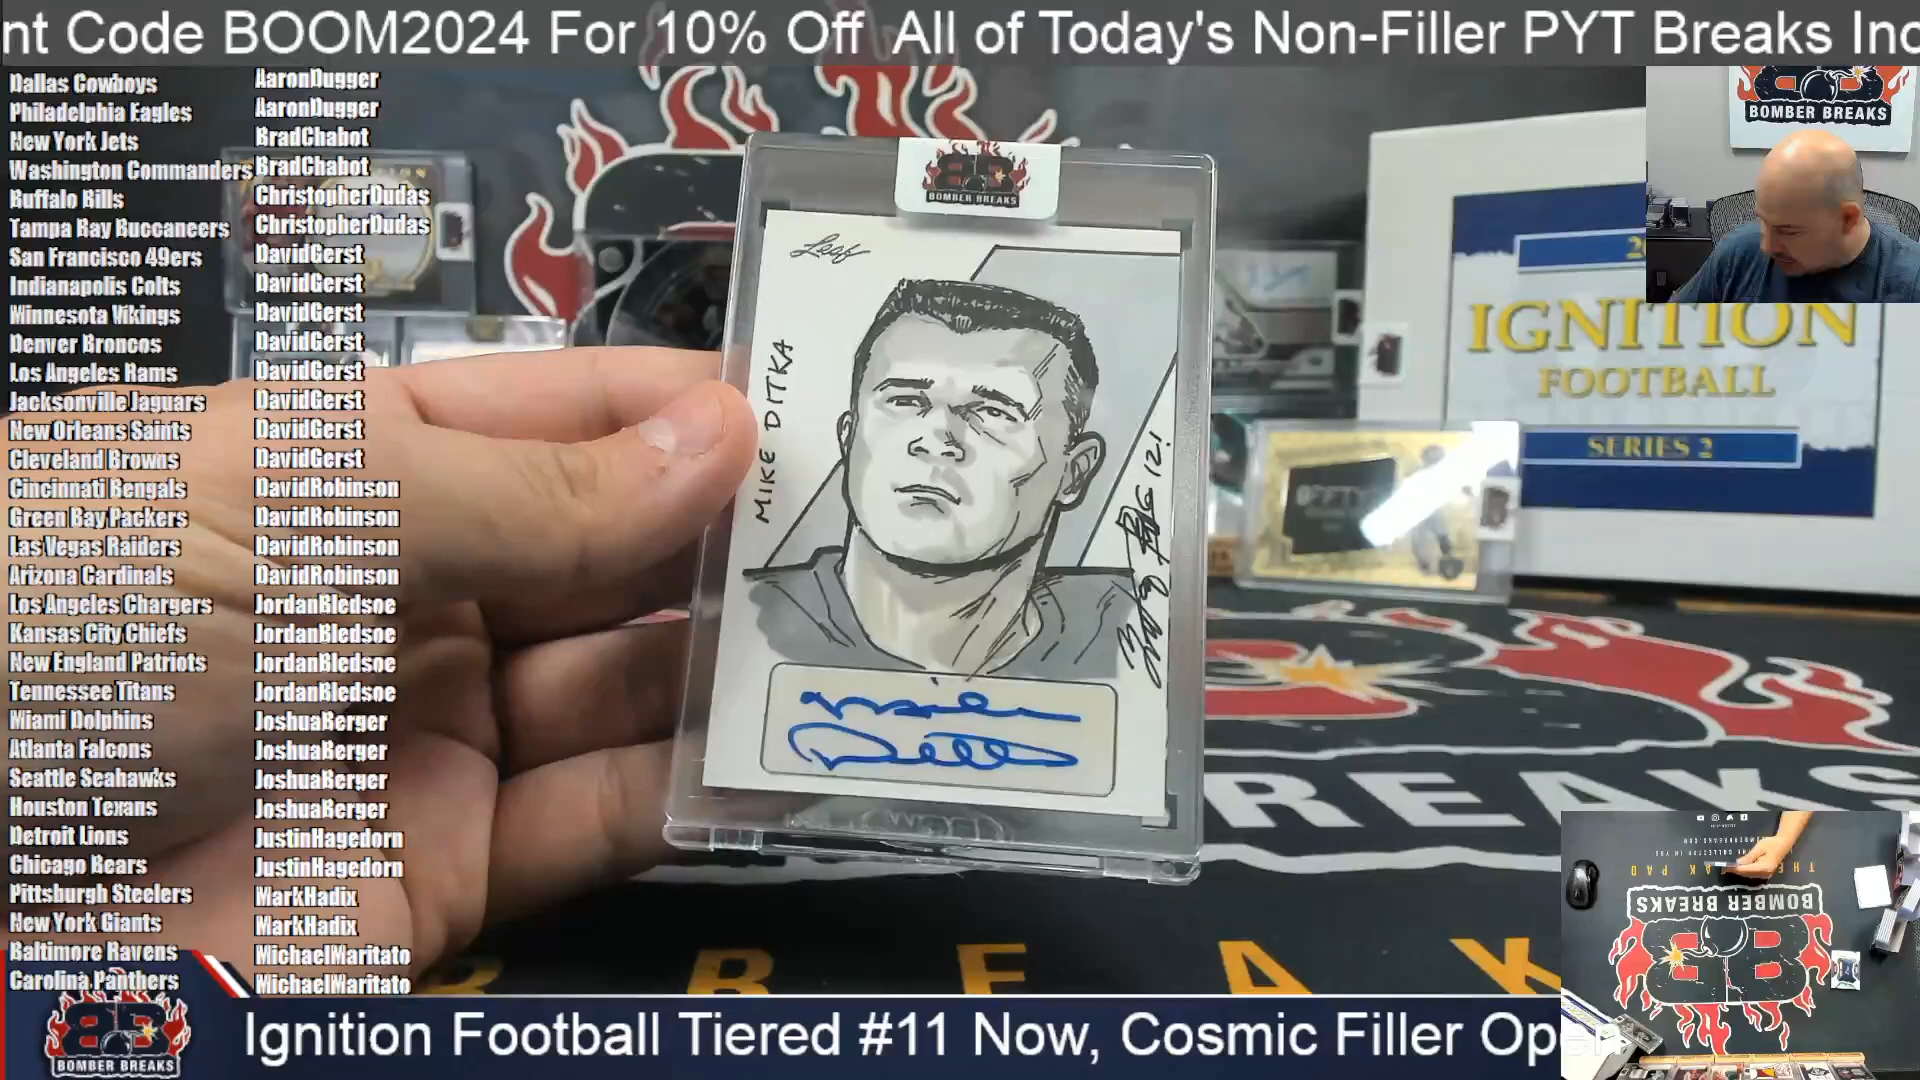 nt Code BOOM2024 For 10% Off All of Today's Non-Filler PYT Breaks Inc
Dallas Cowboys AaronDugger
Philadelphia Eagles AaronDugger
New York Jets BradChabot
Washington Commanders BradChabot
Buffalo Bills ChristopherDudas
Tampa Bay Buccaneers ChristopherDudas
San Francisco 49ers DavidGerst
Indianapolis Colts DavidGerst
Minnesota Vikings DavidGerst
Denver Broncos DavidGerst
Los Angeles Rams DavidGerst
Jacksonville Jaguars DavidGerst
New Orleans Saints DavidGerst
Cleveland Browns DavidGerst
Cincinnati Bengals DavidRobinson
Green Bay Packers DavidRobinson
Las Vegas Raiders DavidRobinson
Arizona Cardinals DavidRobinson
Los Angeles Chargers JordanBledsoe
Kansas City Chiefs JordanBledsoe
New England Patriots JordanBledsoe
Tennessee Titans JordanBledsoe
Miami Dolphins JoshuaBerger
Atlanta Falcons JoshuaBerger
Seattle Seahawks JoshuaBerger
Houston Texans JoshuaBerger
Detroit Lions JustinHagedorn
Chicago Bears JustinHagedorn
Pittsburgh Steelers MarkHadix
New York Giants MarkHadix
Baltimore Ravens MichaelMaritato
Carolina Panthers MichaelMaritato
BOMBER BREAKS
Leaf
MIKE DITKA
12!
Mike
Ditka
IGNITION
FOOTBALL
SERIES 2
BOMBER BREAKS
REAKS
B R E A K
BOMBER BREAKS
BOMBER BREAKS
Ignition Football Tiered #11 Now, Cosmic Filler Open